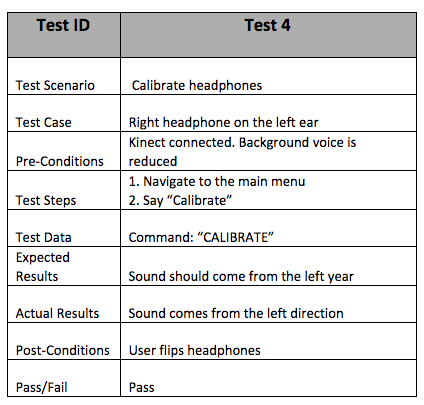 Test ID Test 4
Test Scenario Calibrate headphones
Test Case Right headphone on the left ear
Pre-Conditions Kinect connected. Background voice is
reduced
Test Steps 1. Navigate to the main menu
2. Say “Calibrate”
Test Data Command: “CALIBRATE”
Expected
Results Sound should come from the left year
Actual Results Sound comes from the left direction
Post-Conditions User flips headphones
Pass/Fail Pass